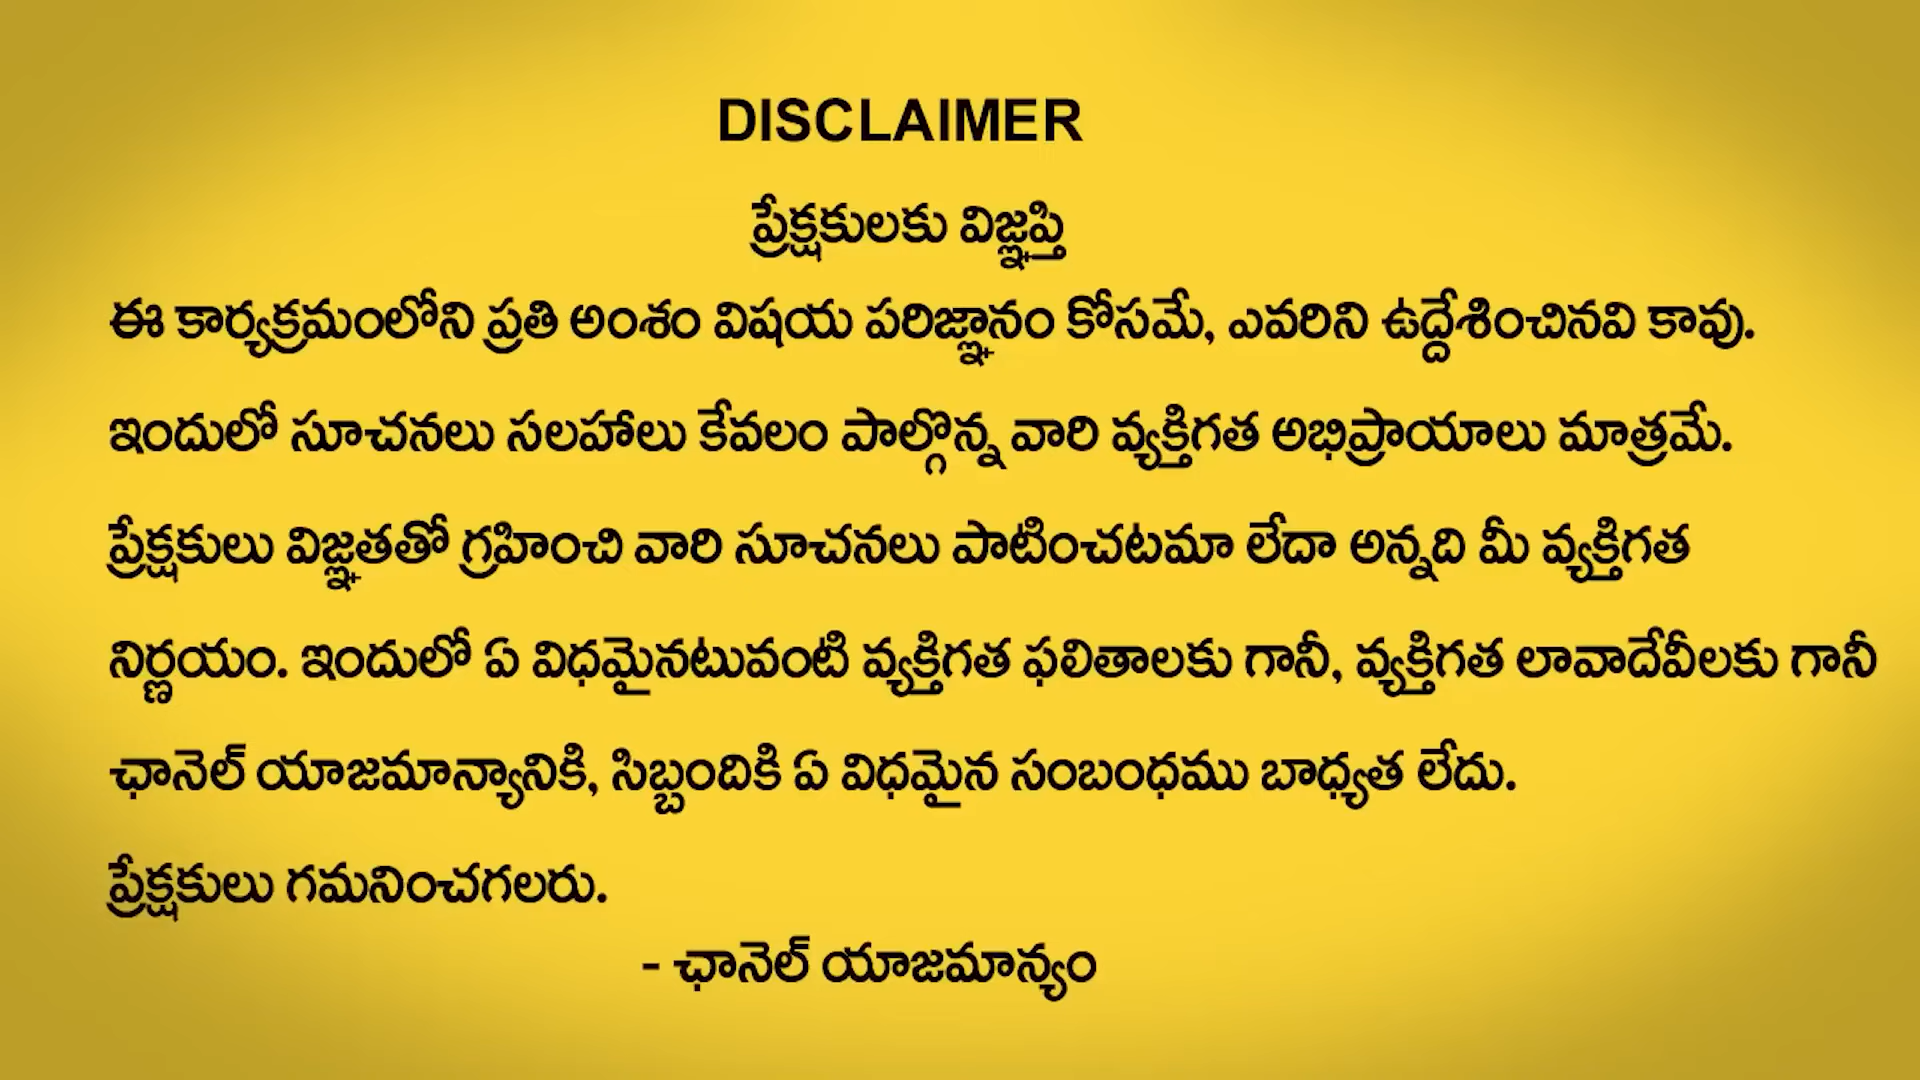 DISCLAIMER
ప్రేక్షకులకు విజ్ఞప్తి
ఈ కార్యక్రమంలోని ప్రతి అంశం విషయ పరిజ్ఞానం కోసమే, ఎవరిని ఉద్దేశించినవి కావు.
ఇందులో సూచనలు సలహాలు కేవలం పాల్గొన్న వారి వ్యక్తిగత అభిప్రాయాలు మాత్రమే.
ప్రేక్షకులు విజ్ఞతతో గ్రహించి వారి సూచనలు పాటించటమా లేదా అన్నది మీ వ్యక్తిగత
నిర్ణయం. ఇందులో ఏ విధమైనటువంటి వ్యక్తిగత ఫలితాలకు గానీ, వ్యక్తిగత లావాదేవీలకు గానీ
ఛానెల్ యాజమాన్యానికి, సిబ్బందికి ఏ విధమైన సంబంధము బాధ్యత లేదు.
ప్రేక్షకులు గమనించగలరు.
- ఛానెల్ యాజమాన్యం